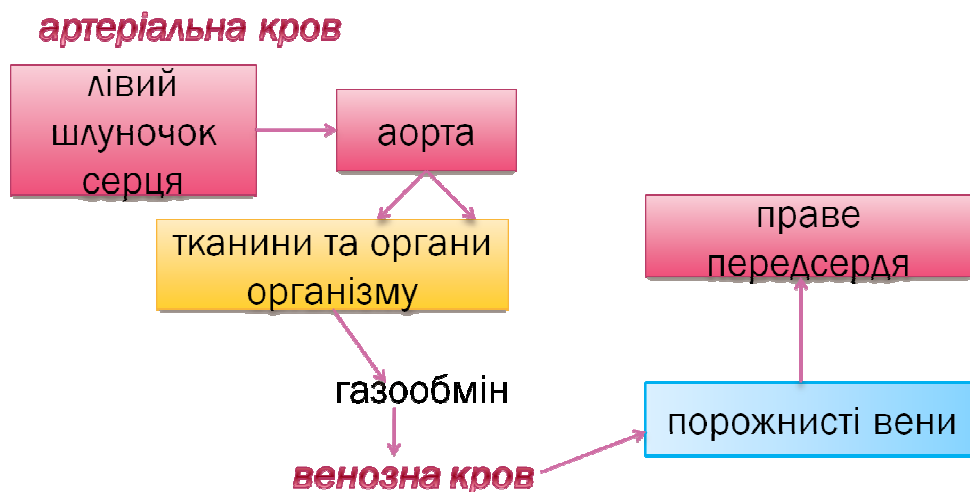 артеріальна кров
лівий
шлуночок
серця
аорта
тканини та органи
організму
газообмін
венозна кров
порожнисті вени
праве
передсердя